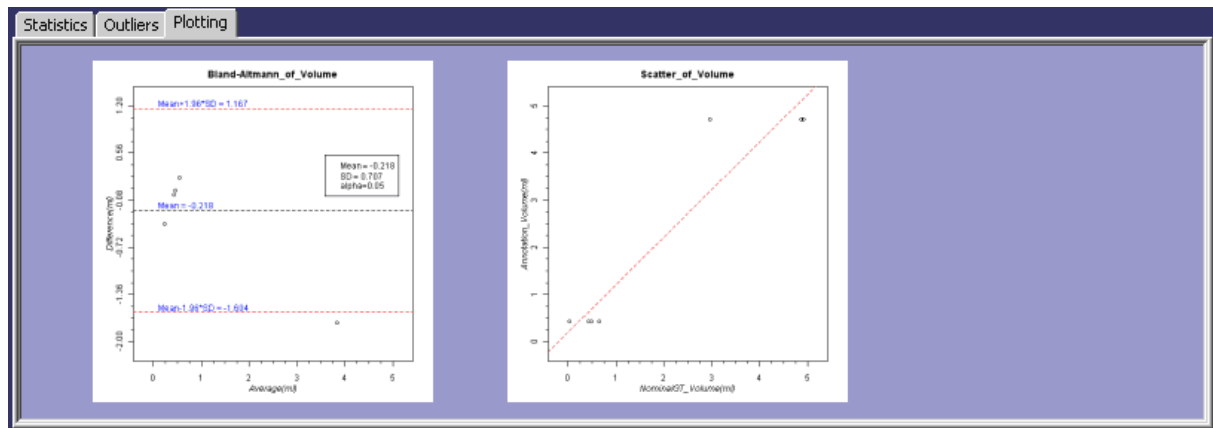 Statistics Outliers Plotting
Bland-Altmann_of_Volume
Mean+1.96*SD = 1.167
Mean = -0.218
SD = 0.707
alpha=0.05
Mean = -0.218
Mean-1.96*SD = -1.604
1.20
0.56
-0.08
-0.72
-1.36
-2.00
Difference(ml)
0 1 2 3 4 5
Average(ml)
Scatter_of_Volume
5
4
3
2
1
0
Annotation_Volume(ml)
0 1 2 3 4 5
NominalGT_Volume(ml)